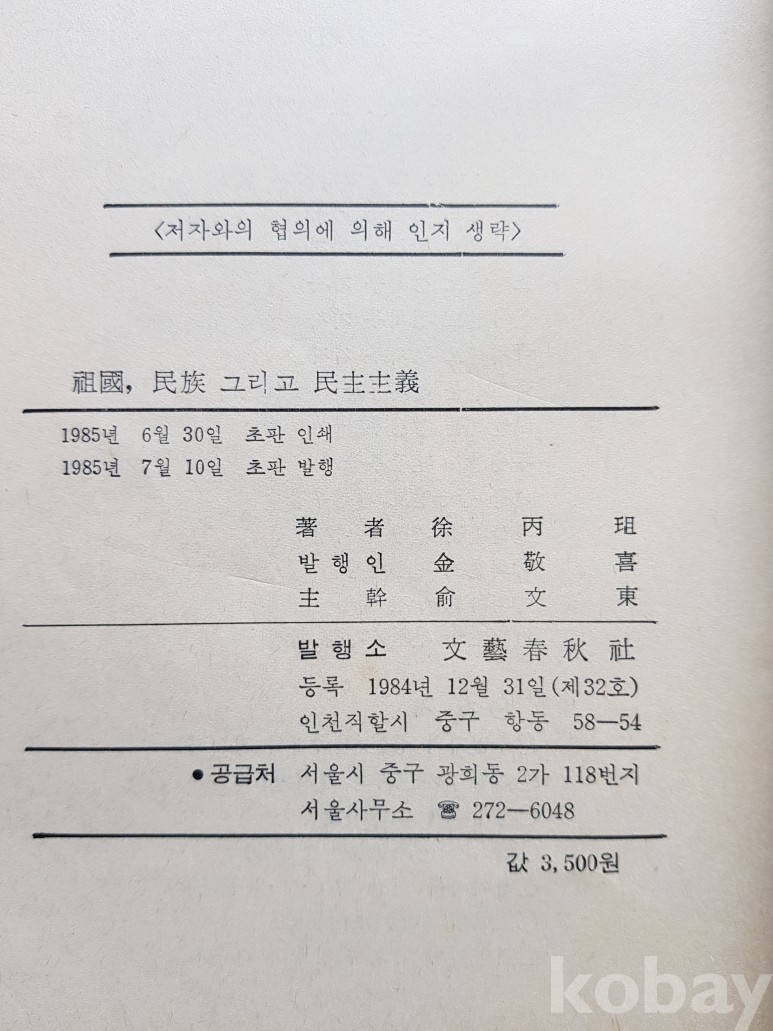 〈저자와의 협의에 의해 인지 생략〉
祖國, 民族 그리고 民主主義
1985년 6월 30일 초판 인쇄
1985년 7월 10일 초판 발행
著 者 徐 丙 珇
발 행 인 金 敬 喜
主 幹 俞 文 東
발 행 소 文 藝 春 秋 社
등록 1984년 12월 31일(제32호)
인천직할시 중구 항동 58—54
● 공급처 서울시 중구 광희동 2가 118번지
서울사무소 ☎ 272—6048
값 3,500원
kobay